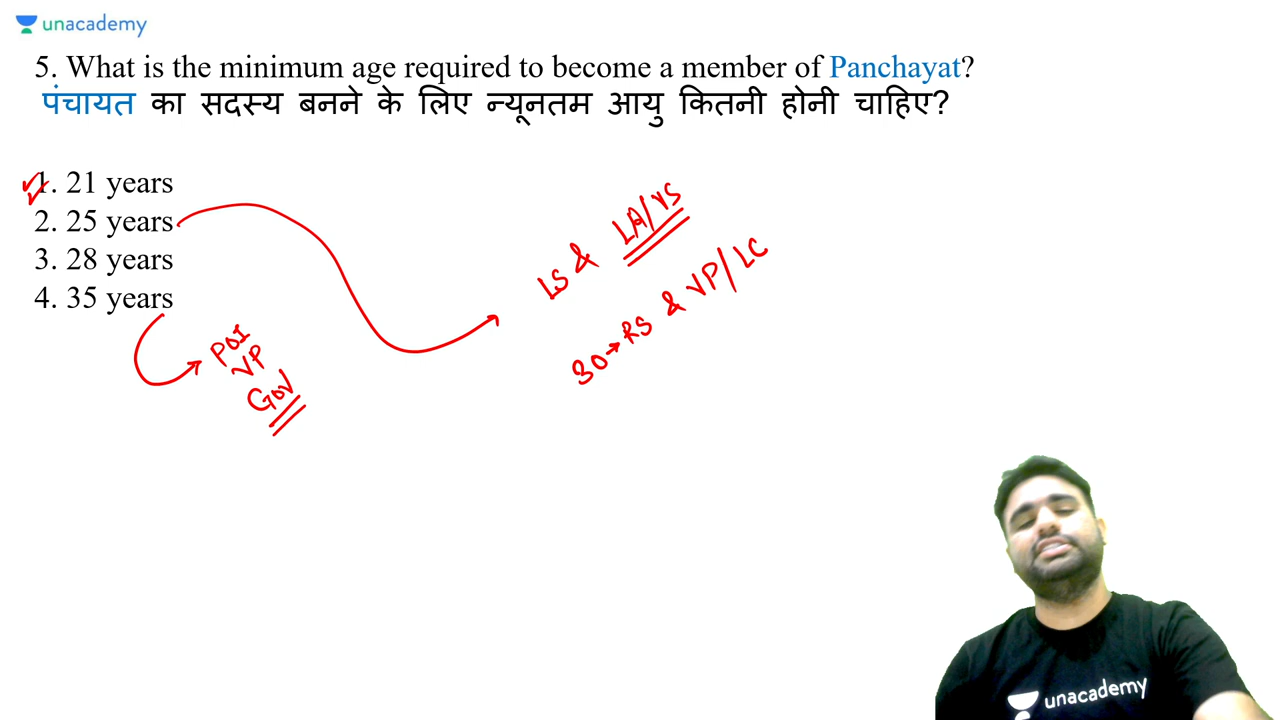 unacademy
5. What is the minimum age required to become a member of Panchayat?
पंचायत का सदस्य बनने के लिए न्यूनतम आयु कितनी होनी चाहिए?
1. 21 years
2. 25 years
3. 28 years
4. 35 years
LS & LA/VS
30→RS & VP/LC
POI
VP
GOV
unacademy